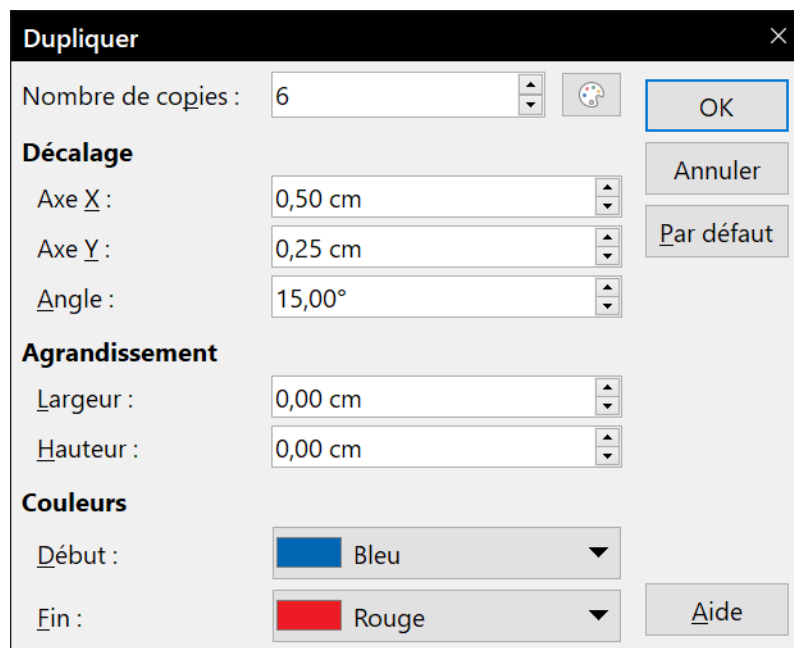 Dupliquer
Nombre de copies : 6
OK
Décalage
Annuler
Axe X : 0,50 cm
Par défaut
Axe Y : 0,25 cm
Angle : 15,00°
Agrandissement
Largeur : 0,00 cm
Hauteur : 0,00 cm
Couleurs
Début : Bleu
Fin : Rouge
Aide